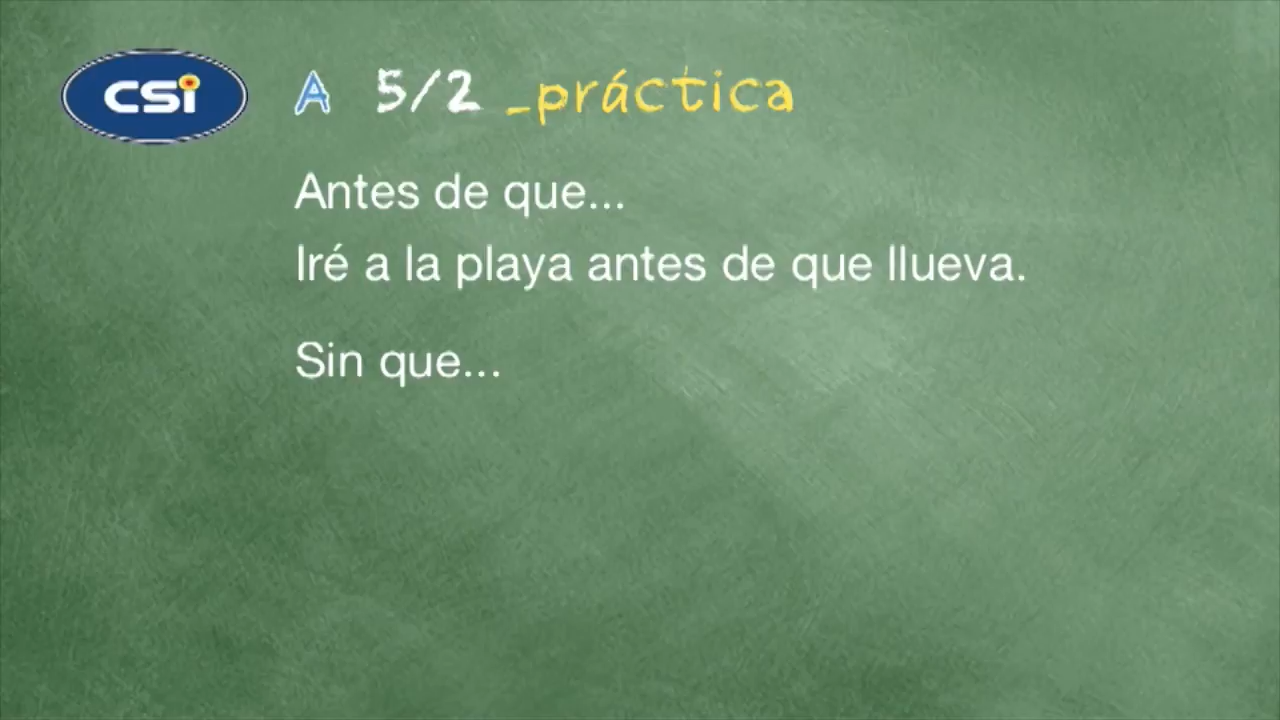 CSi A 5/2 _práctica
Antes de que...
Iré a la playa antes de que llueva.
Sin que...